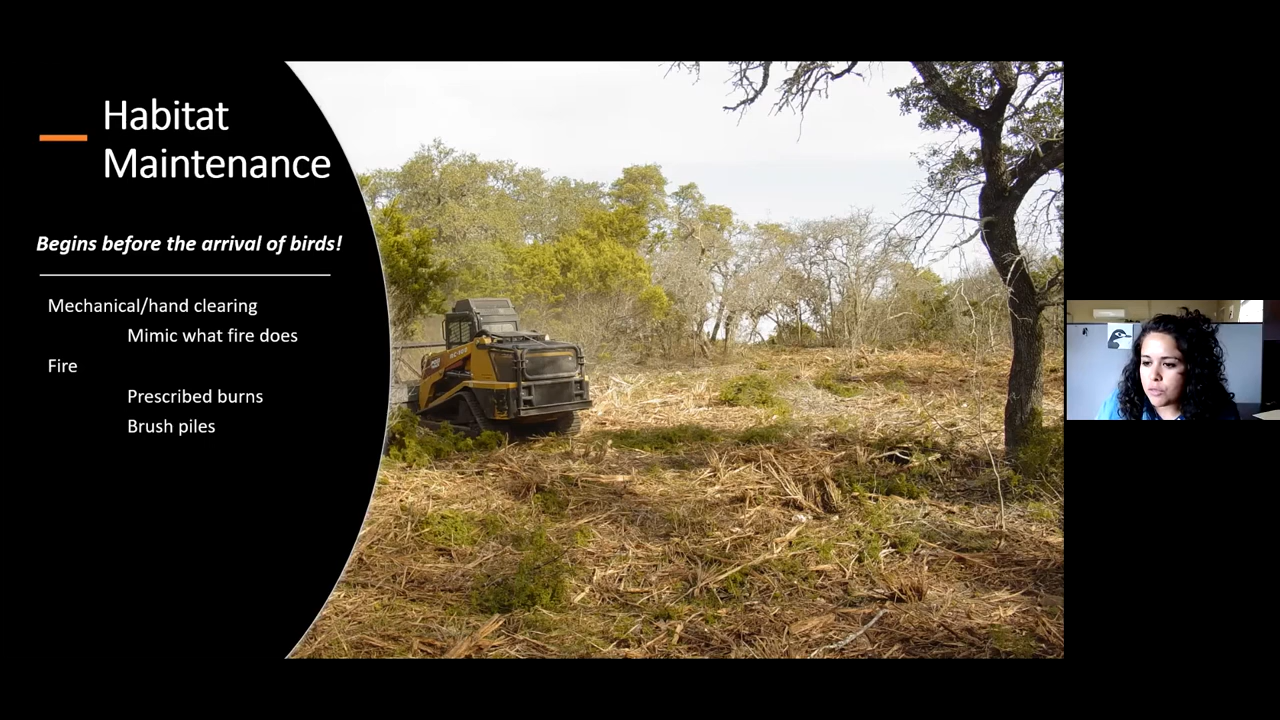 Habitat
Maintenance
Begins before the arrival of birds!
Mechanical/hand clearing
Mimic what fire does
Fire
Prescribed burns
Brush piles